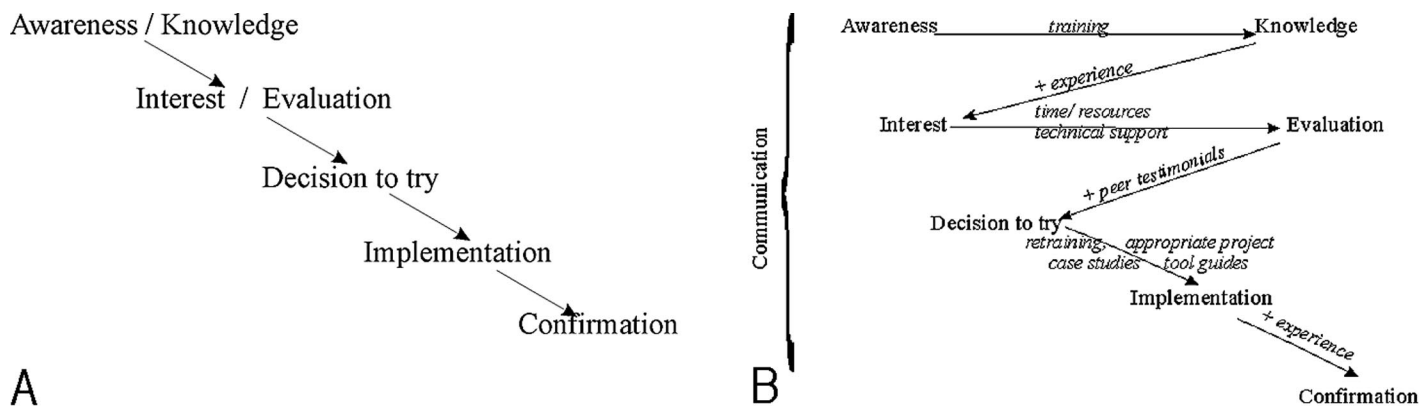 Awareness / Knowledge
Interest / Evaluation
Decision to try
Implementation
Confirmation
A
Communication
Awareness training Knowledge
+ experience
Interest time/ resources Evaluation
technical support
+ peer testimonials
Decision to try
retraining, appropriate project
case studies tool guides
Implementation
+ experience
Confirmation
B